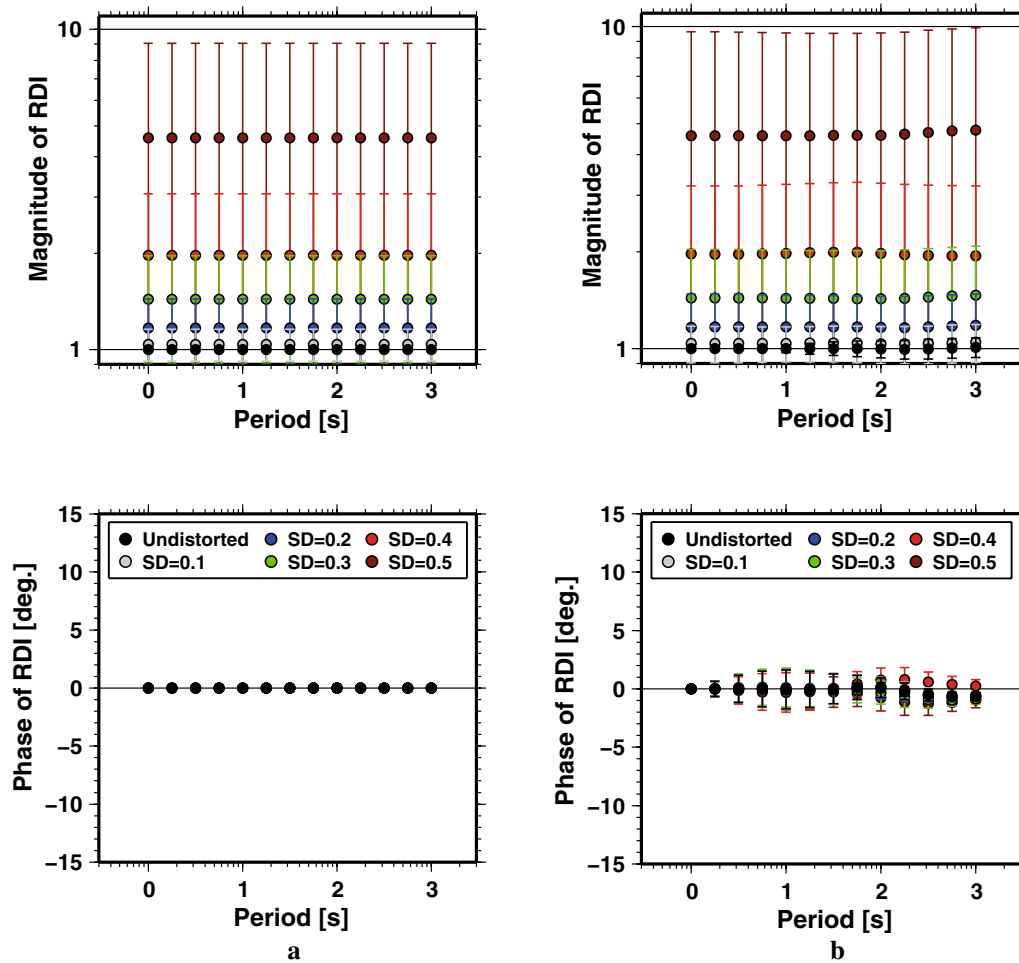 10
1
Magnitude of RDI
0 1 2 3
Period [s]
10
1
Magnitude of RDI
0 1 2 3
Period [s]
15
10
5
0
−5
−10
−15
Phase of RDI [deg.]
Undistorted SD=0.2 SD=0.4
SD=0.1 SD=0.3 SD=0.5
0 1 2 3
Period [s]
a
15
10
5
0
−5
−10
−15
Phase of RDI [deg.]
Undistorted SD=0.2 SD=0.4
SD=0.1 SD=0.3 SD=0.5
0 1 2 3
Period [s]
b